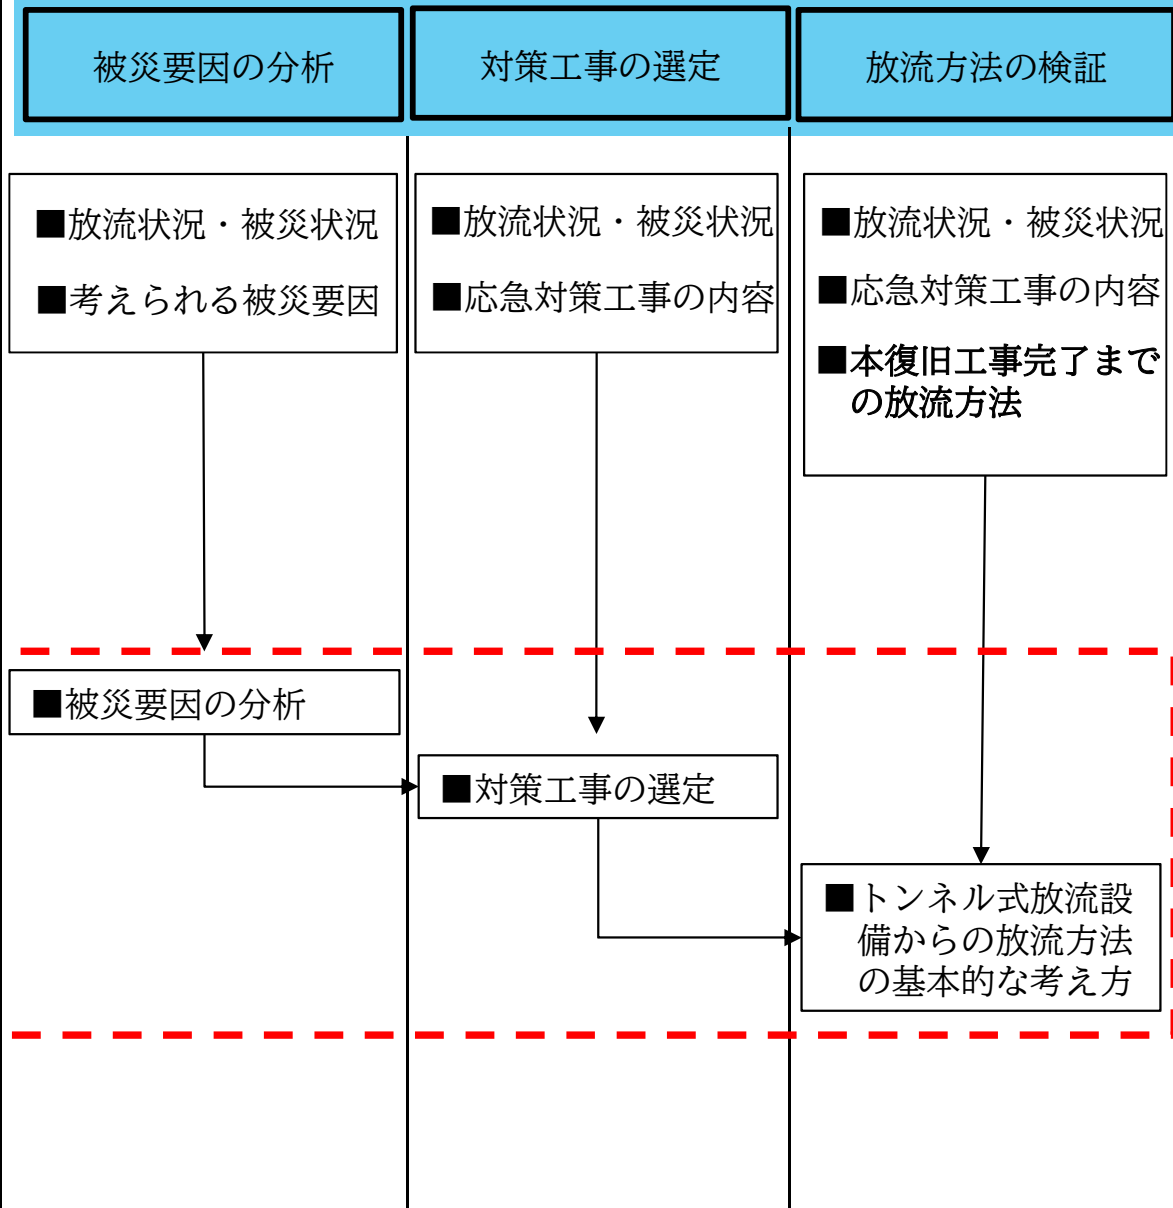 被災要因の分析
対策工事の選定
放流方法の検証
■放流状況・被災状況
■考えられる被災要因
■放流状況・被災状況
■応急対策工事の内容
■放流状況・被災状況
■応急対策工事の内容
■本復旧工事完了まで
の放流方法
■被災要因の分析
■対策工事の選定
■トンネル式放流設
備からの放流方法
の基本的な考え方